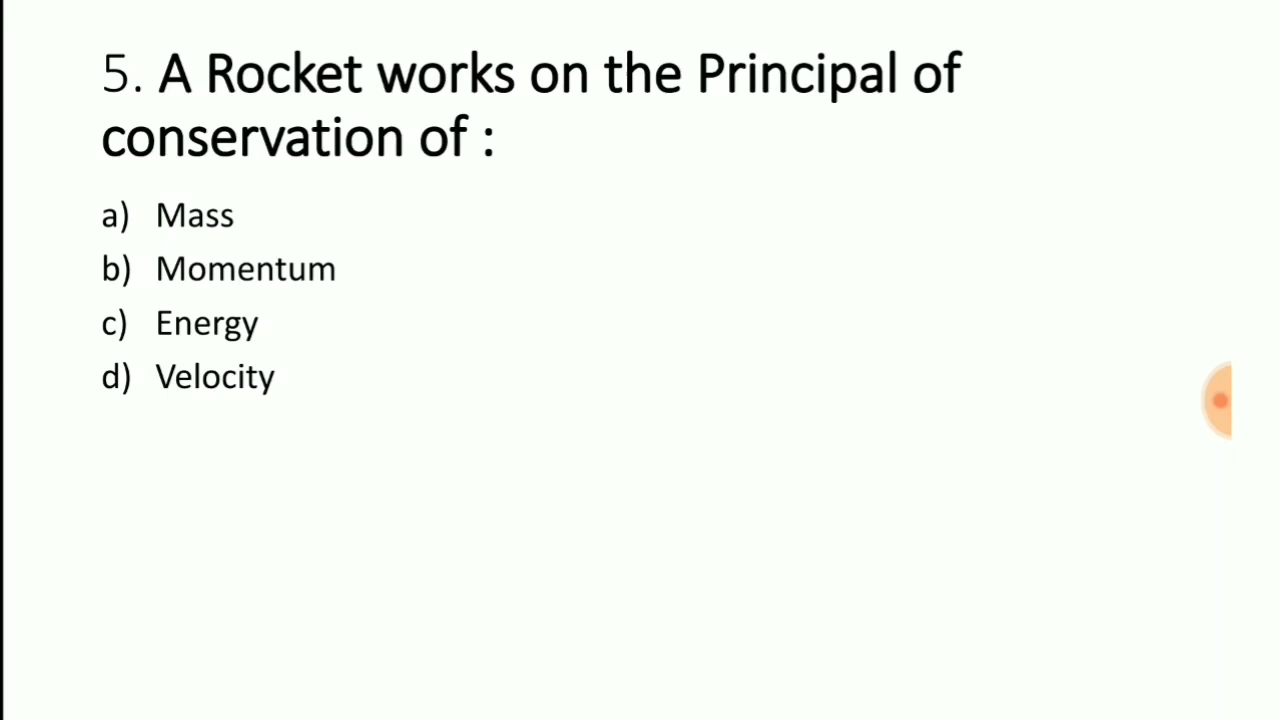 5. A Rocket works on the Principal of
conservation of :
a) Mass
b) Momentum
c) Energy
d) Velocity